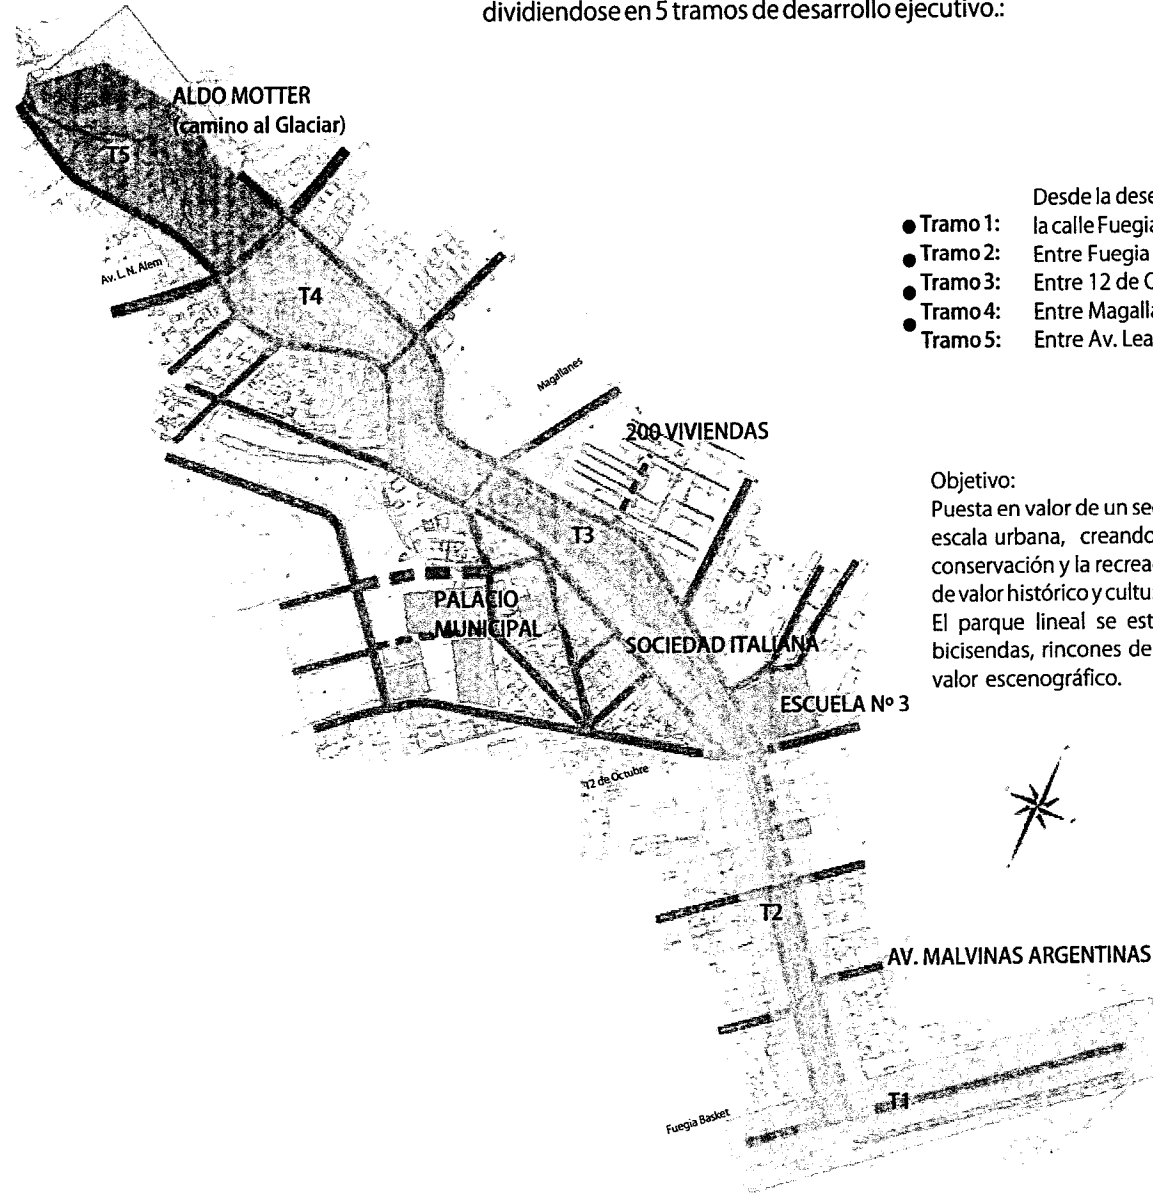 dividiendose en 5 tramos de desarrollo ejecutivo.:
ALDO MOTTER
(camino al Glaciar)
T5
Av. L. N. Alem
T4
Magallanes
200 VIVIENDAS
T3
PALACIO
MUNICIPAL
SOCIEDAD ITALIANA
ESCUELA Nº 3
12 de Octubre
T2
AV. MALVINAS ARGENTINAS
Fuegia Basket
T1
Desde la dese
Tramo 1: la calle Fuegia
Tramo 2: Entre Fuegia
Tramo 3: Entre 12 de O
Tramo 4: Entre Magalla
Tramo 5: Entre Av. Lea
Objetivo:
Puesta en valor de un se
escala urbana, creando
conservación y la recrea
de valor histórico y cultu
El parque lineal se est
bicisendas, rincones de
valor escenográfico.